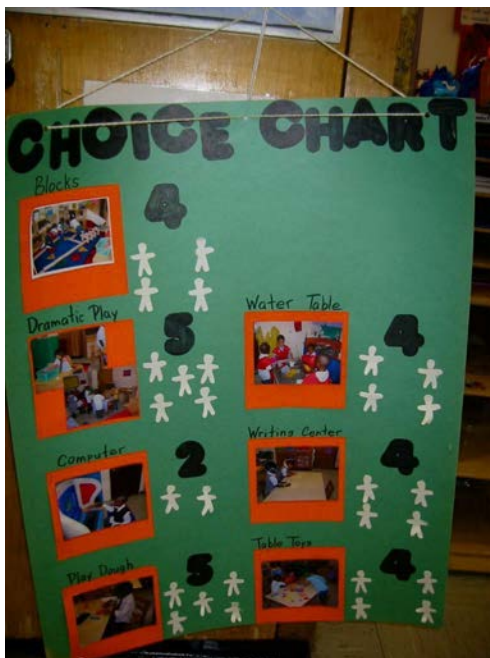 CHOICE CHART
Blocks
4
Dramatic Play
5
Water Table
4
Computer
2
Writing Center
4
Play Dough
5
Table Toys
4